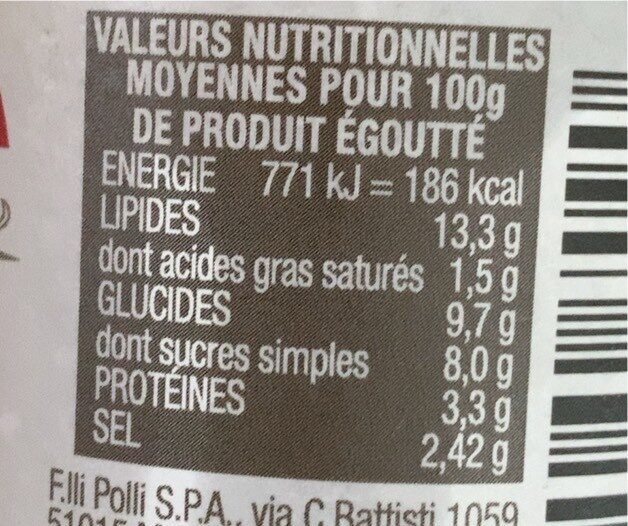 VALEURS NUTRITIONNELLES
MOYENNES POUR 100g
DE PRODUIT ÉGOUTTÉ
ENERGIE 771 kJ = 186 kcal
LIPIDES 13,3 g
dont acides gras saturés 1,5 g
GLUCIDES 9,7 g
dont sucres simples 8,0 g
PROTÉINES 3,3 g
SEL 2,42 g
F.lli Polli S.P.A., via C. Battisti 1059
51015